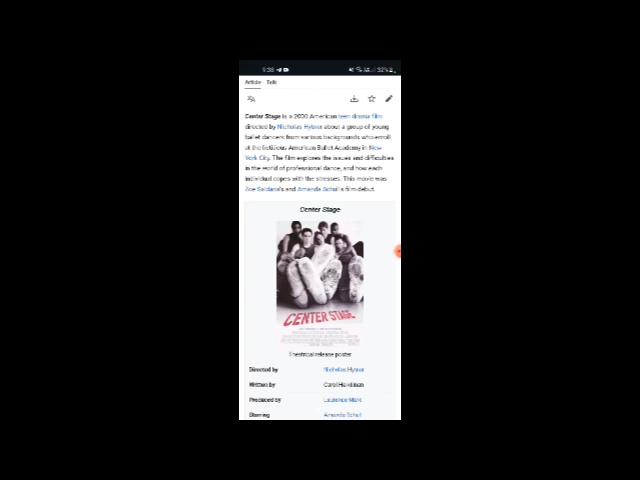 9:38
Article Talk
Center Stage is a 2000 American teen drama film
directed by Nicholas Hytner about a group of young
ballet dancers from various backgrounds who enroll
at the fictitious American Ballet Academy in New
York City. The film explores the issues and difficulties
in the world of professional dance, and how each
individual copes with the stresses. This movie was
Zoe Saldana's and Amanda Schull's film debut.
Center Stage
CENTER STAGE
Theatrical release poster
Directed by Nicholas Hytner
Written by Carol Heikkinen
Produced by Laurence Mark
Starring Amanda Schull